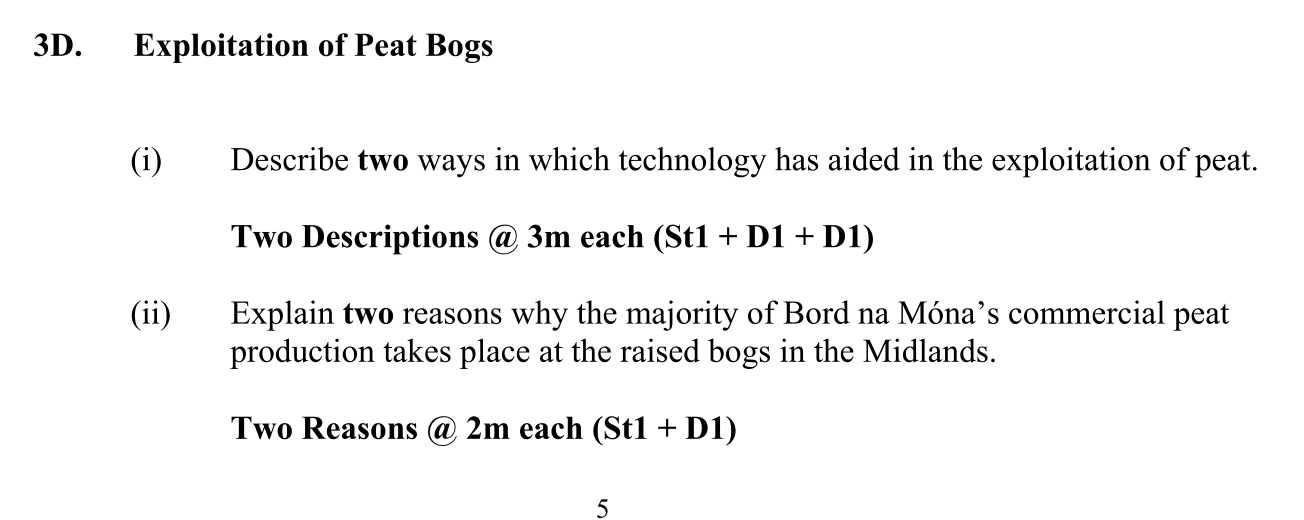 3D. Exploitation of Peat Bogs
(i) Describe two ways in which technology has aided in the exploitation of peat.
Two Descriptions @ 3m each (St1 + D1 + D1)
(ii) Explain two reasons why the majority of Bord na Móna’s commercial peat
production takes place at the raised bogs in the Midlands.
Two Reasons @ 2m each (St1 + D1)
5